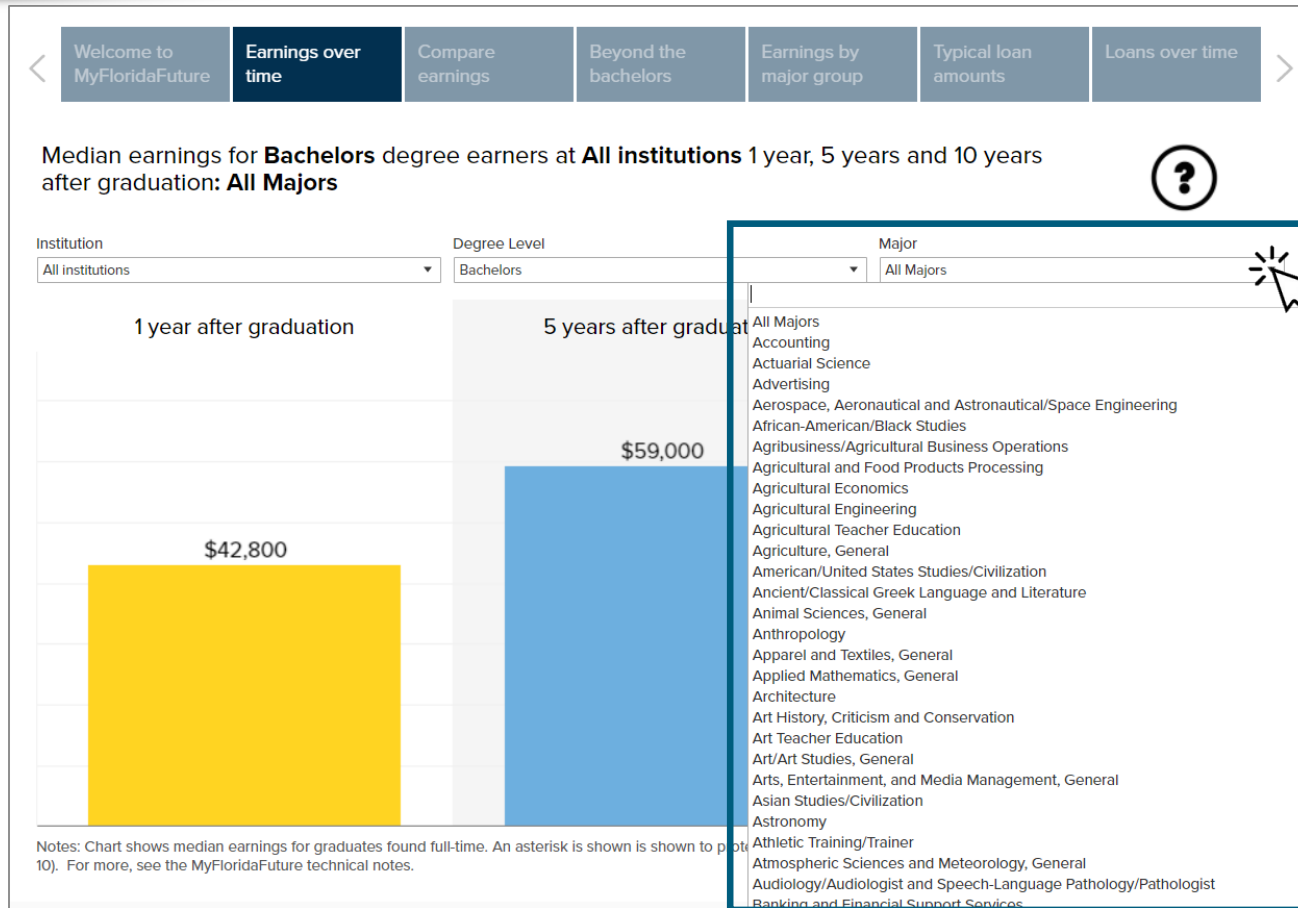 Welcome to
MyFloridaFuture
Earnings over
time
Compare
earnings
Beyond the
bachelors
Earnings by
major group
Typical loan
amounts
Loans over time
Median earnings for Bachelors degree earners at All institutions 1 year, 5 years and 10 years
after graduation: All Majors
?
Institution
All institutions
Degree Level
Bachelors
Major
All Majors
1 year after graduation
$42,800
5 years after graduat
$59,000
All Majors
Accounting
Actuarial Science
Advertising
Aerospace, Aeronautical and Astronautical/Space Engineering
African-American/Black Studies
Agribusiness/Agricultural Business Operations
Agricultural and Food Products Processing
Agricultural Economics
Agricultural Engineering
Agricultural Teacher Education
Agriculture, General
American/United States Studies/Civilization
Ancient/Classical Greek Language and Literature
Animal Sciences, General
Anthropology
Apparel and Textiles, General
Applied Mathematics, General
Architecture
Art History, Criticism and Conservation
Art Teacher Education
Art/Art Studies, General
Arts, Entertainment, and Media Management, General
Asian Studies/Civilization
Astronomy
Athletic Training/Trainer
Atmospheric Sciences and Meteorology, General
Audiology/Audiologist and Speech-Language Pathology/Pathologist
Banking and Financial Support Services
Notes: Chart shows median earnings for graduates found full-time. An asterisk is shown is shown to
10). For more, see the MyFloridaFuture technical notes.